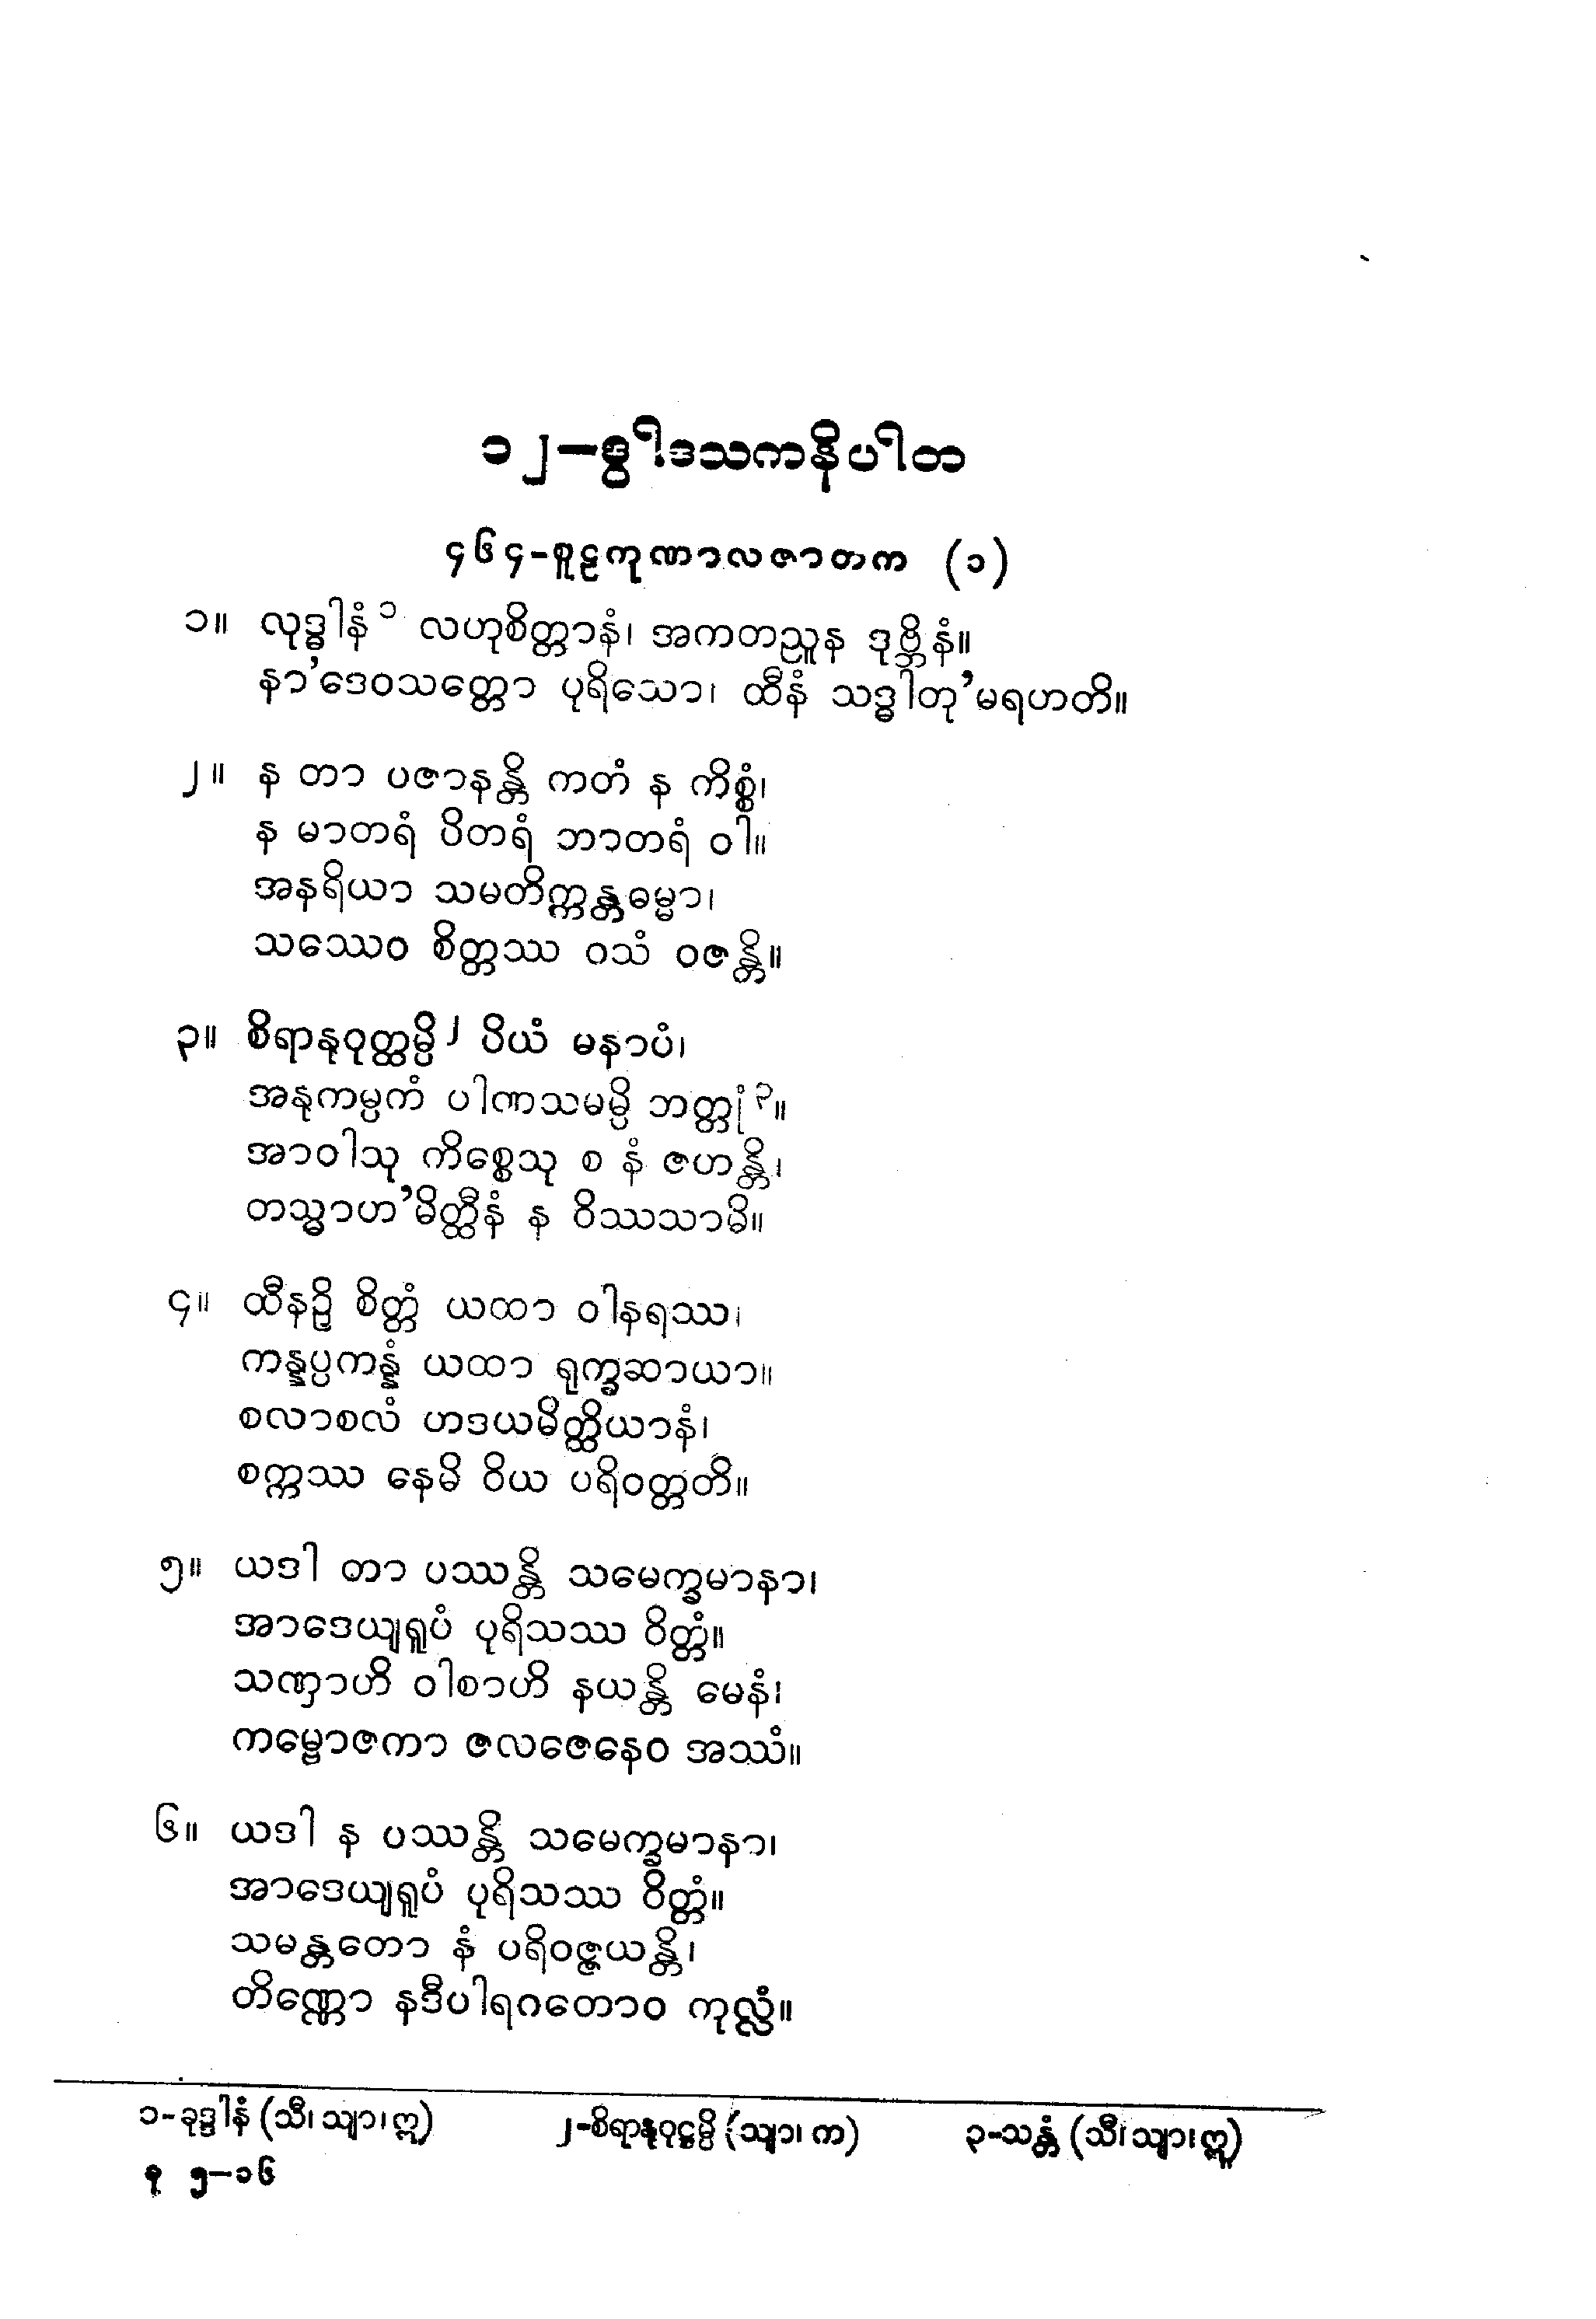 ၁၂–ဒွါဒသကနိပါတ
၄၆၄-စူဠကုဏာလဇာတက (၁)
၁။ လုဒ္ဓါနံ၁ လဟုစိတ္တာနံ၊ အကတညူန ဒုဗ္ဘိနံ။
နာ’ဒေဝသတ္တော ပုရိသော၊ ထီနံ သဒ္ဓါတု’မရဟတိ။
၂။ န တာ ပဇာနန္တိ ကတံ န ကိစ္စံ၊
န မာတရံ ပိတရံ ဘာတရံ ဝါ။
အနရိယာ သမတိက္ကန္တဓမ္မာ၊
သဿေဝ စိတ္တဿ ဝသံ ဝဇန္တိ။
၃။ စိရာနုဝုတ္ထမ္ပိ၂ ပိယံ မနာပံ၊
အနုကမ္ပကံ ပါဏသမမ္ပိ ဘတ္တုံ၃။
အာဝါသု ကိစ္စေသု စ နံ ဇဟန္တိ၊
တသ္မာဟ’မိတ္ထီနံ န ဝိဿသာမိ။
၄။ ထီနဉှိ စိတ္တံ ယထာ ဝါနရဿ၊
ကန္နပ္ပကန္နံ ယထာ ရုက္ခဆာယာ။
စလာစလံ ဟဒယမိတ္ထိယာနံ၊
စက္ကဿ နေမိ ဝိယ ပရိဝတ္တတိ။
၅။ ယဒါ တာ ပဿန္တိ သမေက္ခမာနာ၊
အာဒေယျရူပံ ပုရိသဿ ဝိတ္တံ။
သဏှာဟိ ဝါစာဟိ နယန္တိ မေနံ၊
ကမ္ဗောဇကာ ဇလဇေနေဝ အဿံ။
၆။ ယဒါ န ပဿန္တိ သမေက္ခမာနာ၊
အာဒေယျရူပံ ပုရိသဿ ဝိတ္တံ။
သမန္တတော နံ ပရိဝဇ္ဇယန္တိ၊
တိဏ္ဏော နဒီပါရဂတောဝ ကုလ္လံ။
၁-ခုဒ္ဒါနံ (သီ၊ သျာ၊ ဣ) ၂-စိရာနုဝုဋ္ဌမ္ပိ (သျာ၊ က) ၃-သန္တံ (သီ၊ သျာ၊ ဣ)
ခု ၅–၁၆